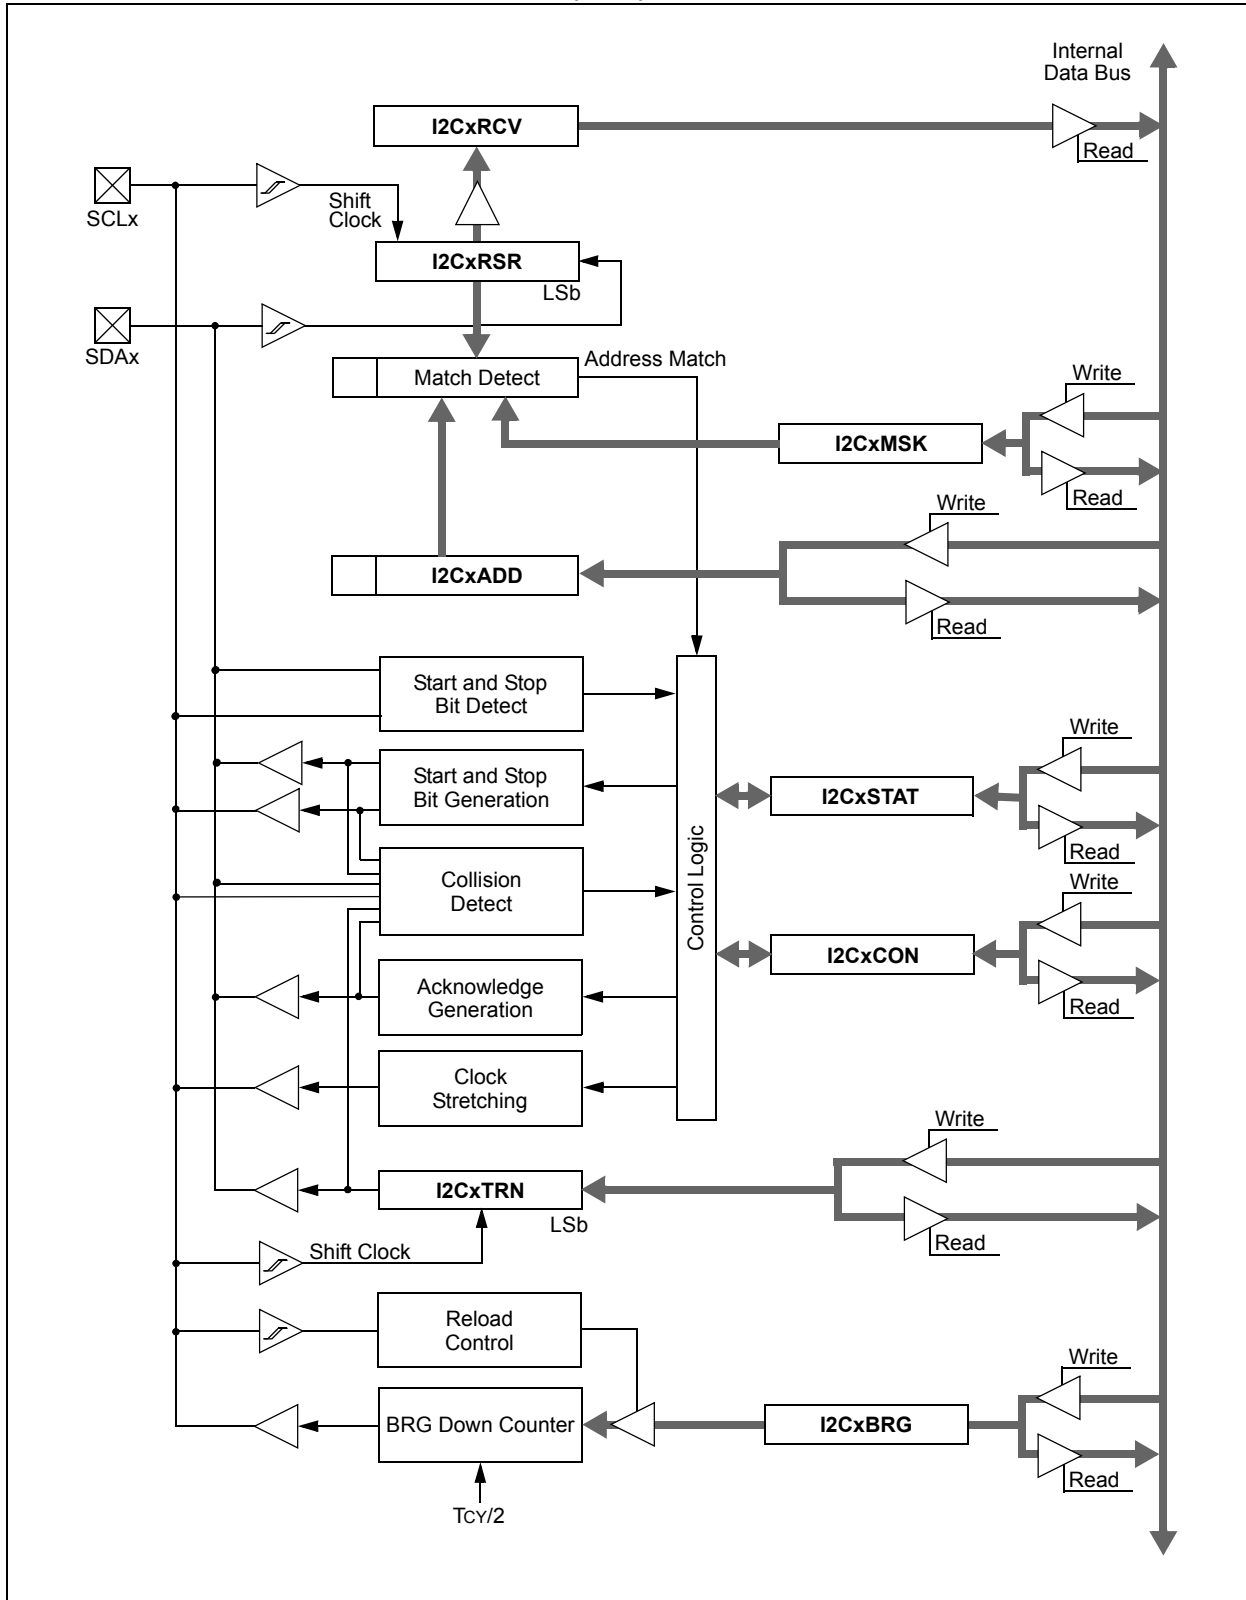 Internal
Data Bus
I2CxRCV
Read
SCLx
Shift
Clock
I2CxRSR
LSb
SDAx
Address Match
Match Detect
Write
I2CxMSK
Read
Write
I2CxADD
Read
Start and Stop
Bit Detect
Write
Start and Stop
Bit Generation
I2CxSTAT
Read
Control Logic
Collision
Detect
Write
I2CxCON
Read
Acknowledge
Generation
Clock
Stretching
Write
I2CxTRN
LSb
Read
Shift Clock
Reload
Control
Write
BRG Down Counter
I2CxBRG
Read
TCY/2